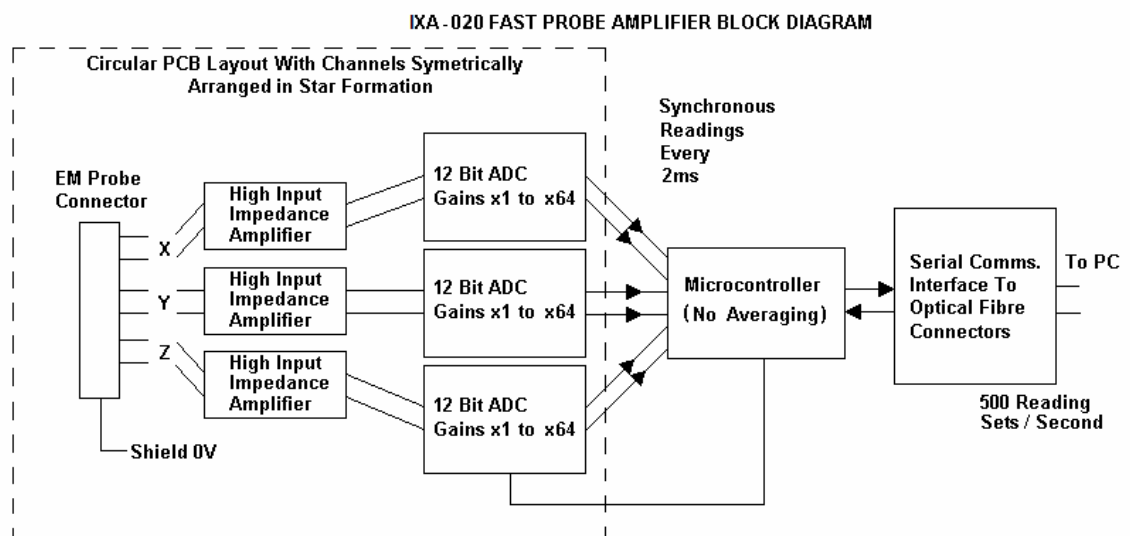 IXA-020 FAST PROBE AMPLIFIER BLOCK DIAGRAM
Circular PCB Layout With Channels Symetrically
Arranged in Star Formation
Synchronous
Readings
Every
2ms
EM Probe
Connector
X
Y
Z
Shield 0V
High Input
Impedance
Amplifier
High Input
Impedance
Amplifier
High Input
Impedance
Amplifier
12 Bit ADC
Gains x1 to x64
12 Bit ADC
Gains x1 to x64
12 Bit ADC
Gains x1 to x64
Microcontroller
(No Averaging)
Serial Comms.
Interface To
Optical Fibre
Connectors
To PC
500 Reading
Sets / Second